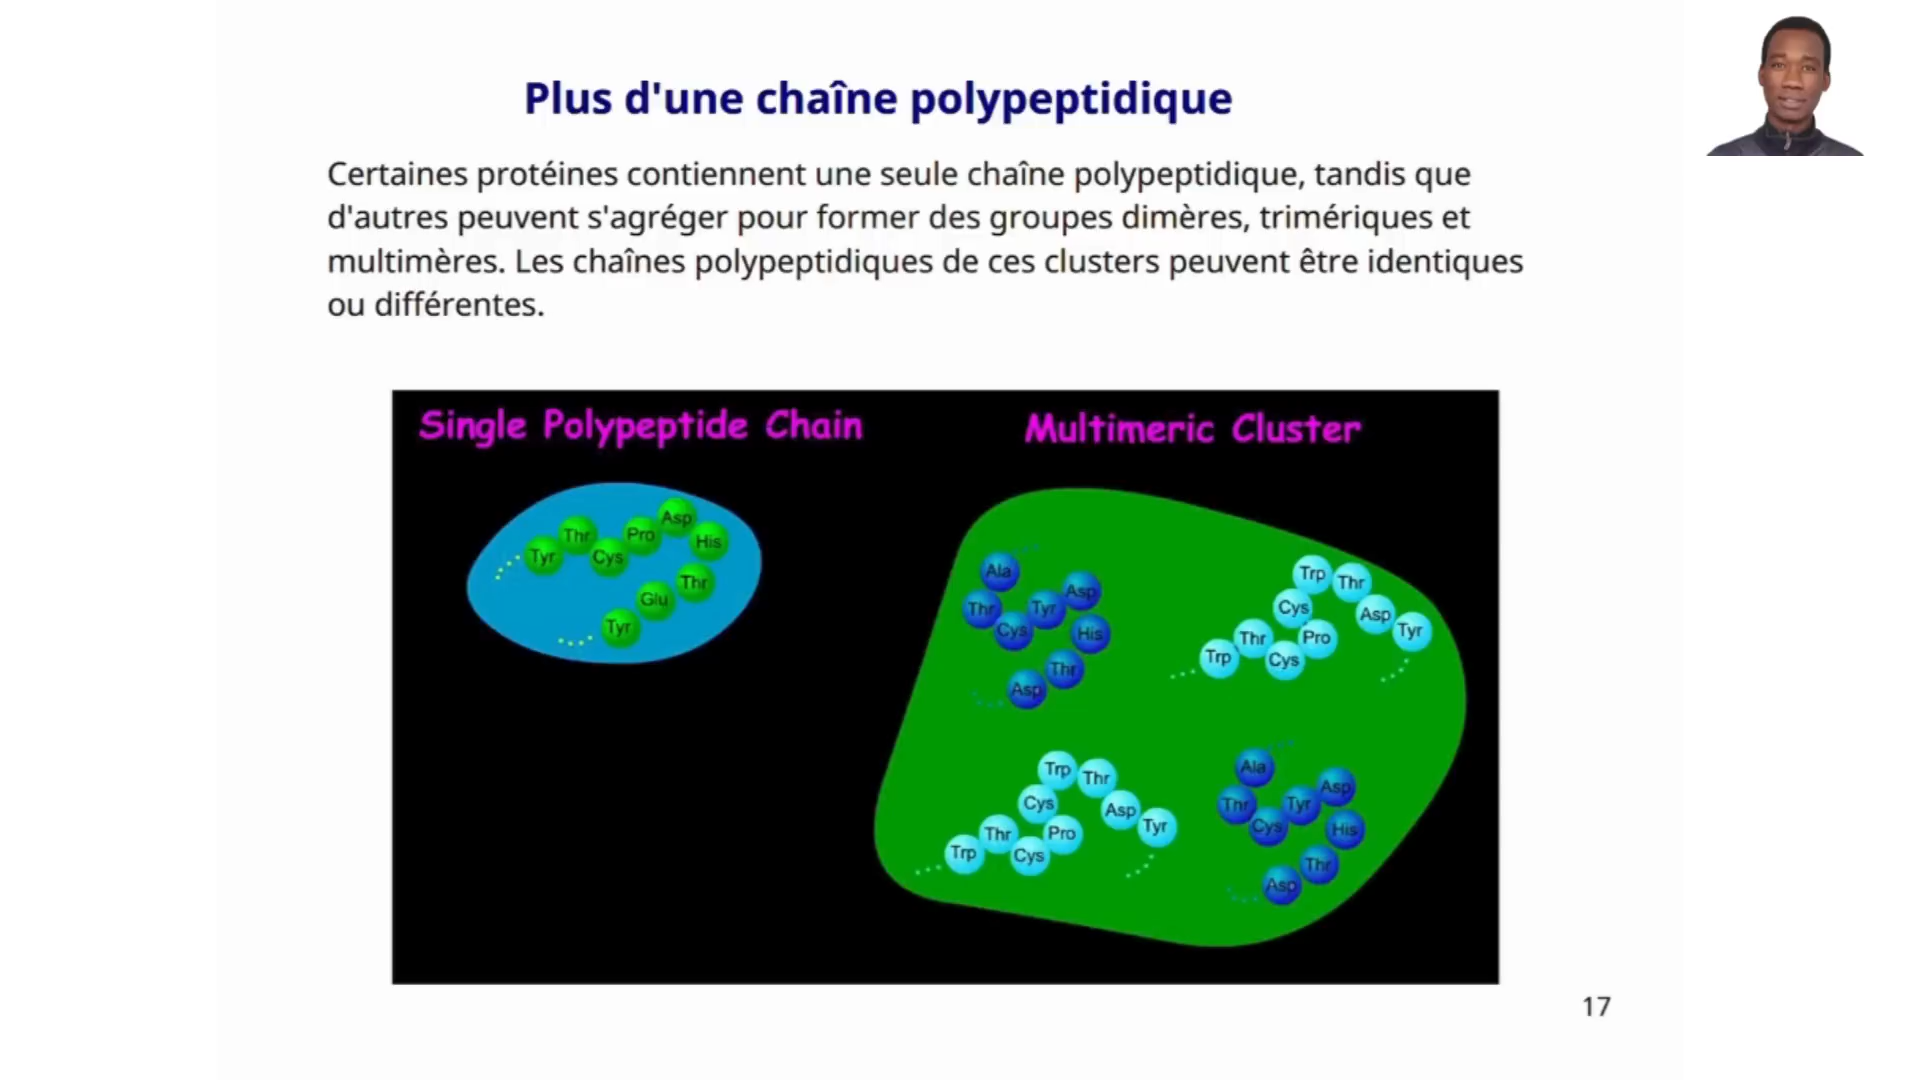 Plus d'une chaîne polypeptidique
Certaines protéines contiennent une seule chaîne polypeptidique, tandis que
d'autres peuvent s'agréger pour former des groupes dimères, trimériques et
multimères. Les chaînes polypeptidiques de ces clusters peuvent être identiques
ou différentes.
Single Polypeptide Chain
Tyr
Thr
Cys
Pro
Asp
His
Thr
Glu
Tyr
Multimeric Cluster
Ala
Thr
Cys
Tyr
Asp
His
Thr
Asp
Trp
Thr
Cys
Pro
Cys
Trp
Thr
Asp
Tyr
Trp
Thr
Cys
Pro
Cys
Trp
Thr
Asp
Tyr
Ala
Thr
Cys
Tyr
Asp
His
Thr
Asp
17